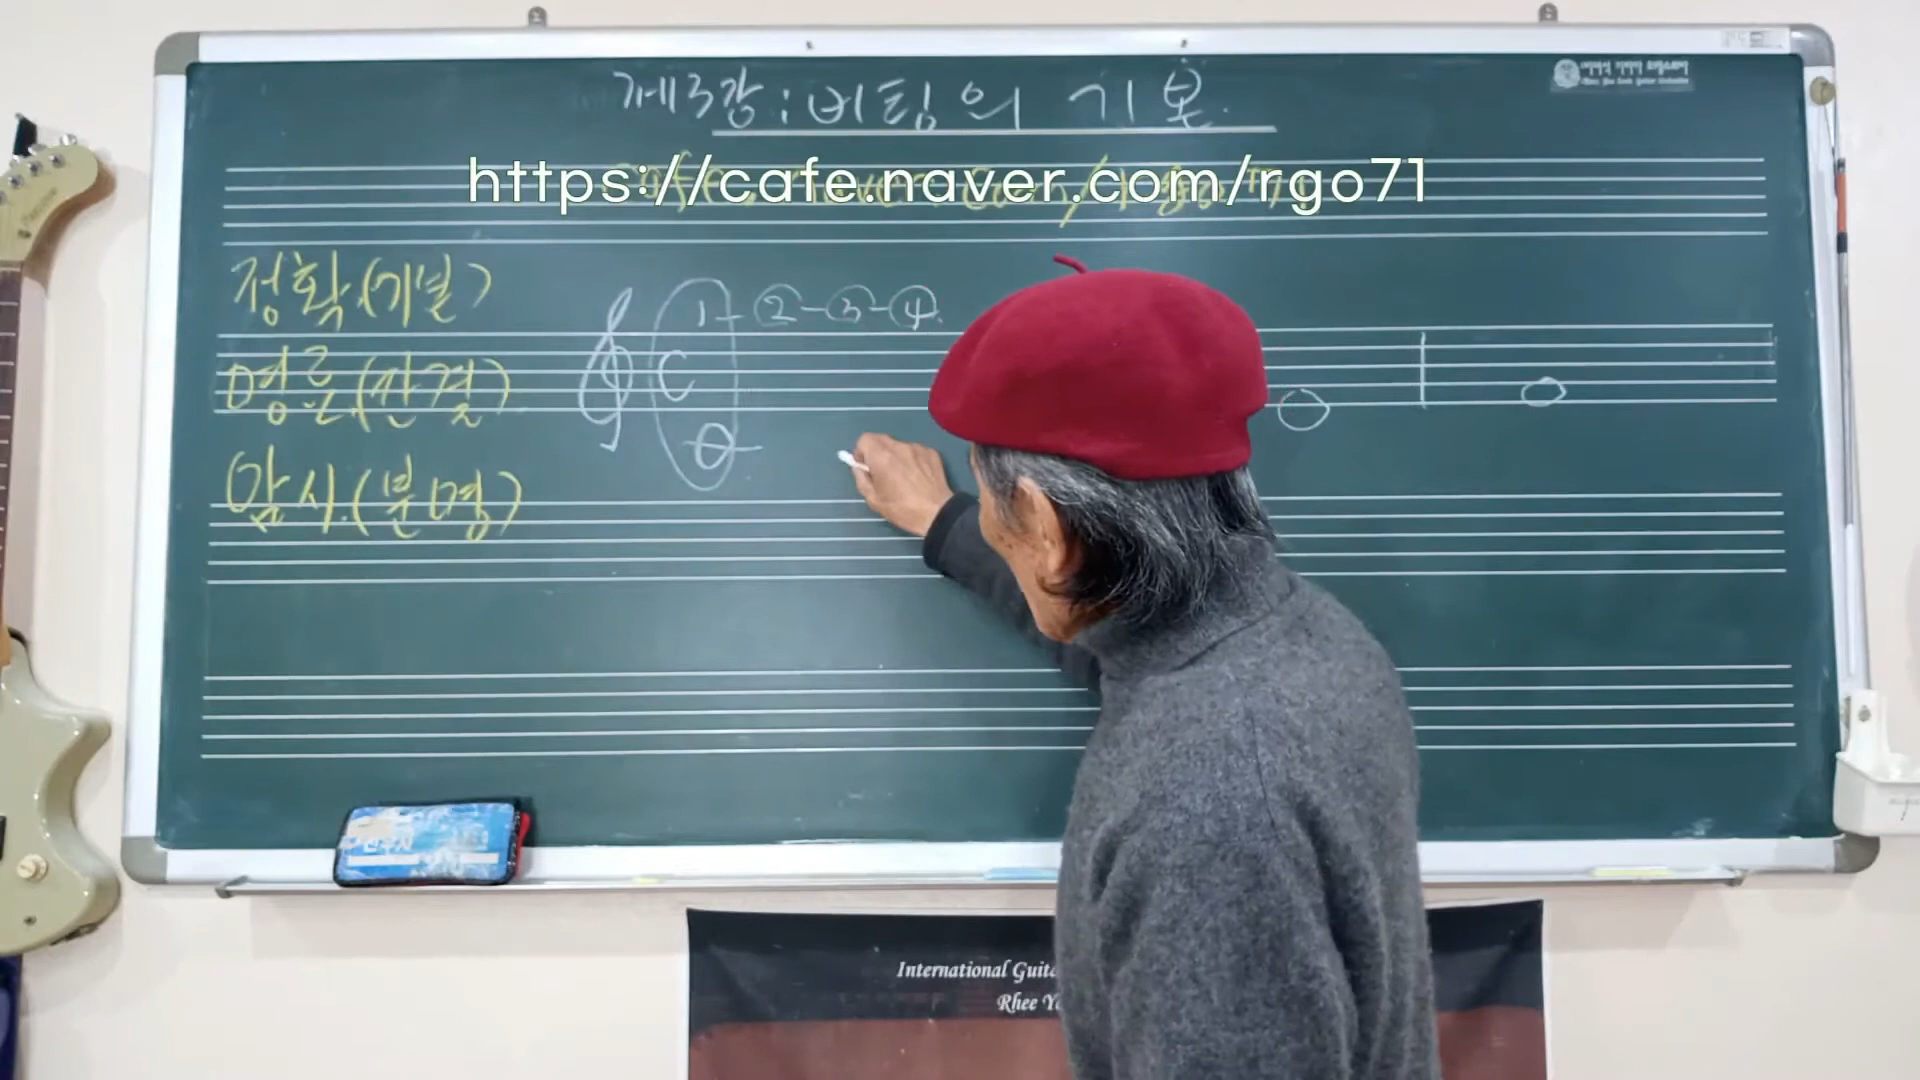 제3강: 비팅의 기본.
https://cafe.naver.com/rgo71
정확.(개별)
1-②-③-④.
명료.(간결)
C
암시.(분명)
International Guita
Rhee Y